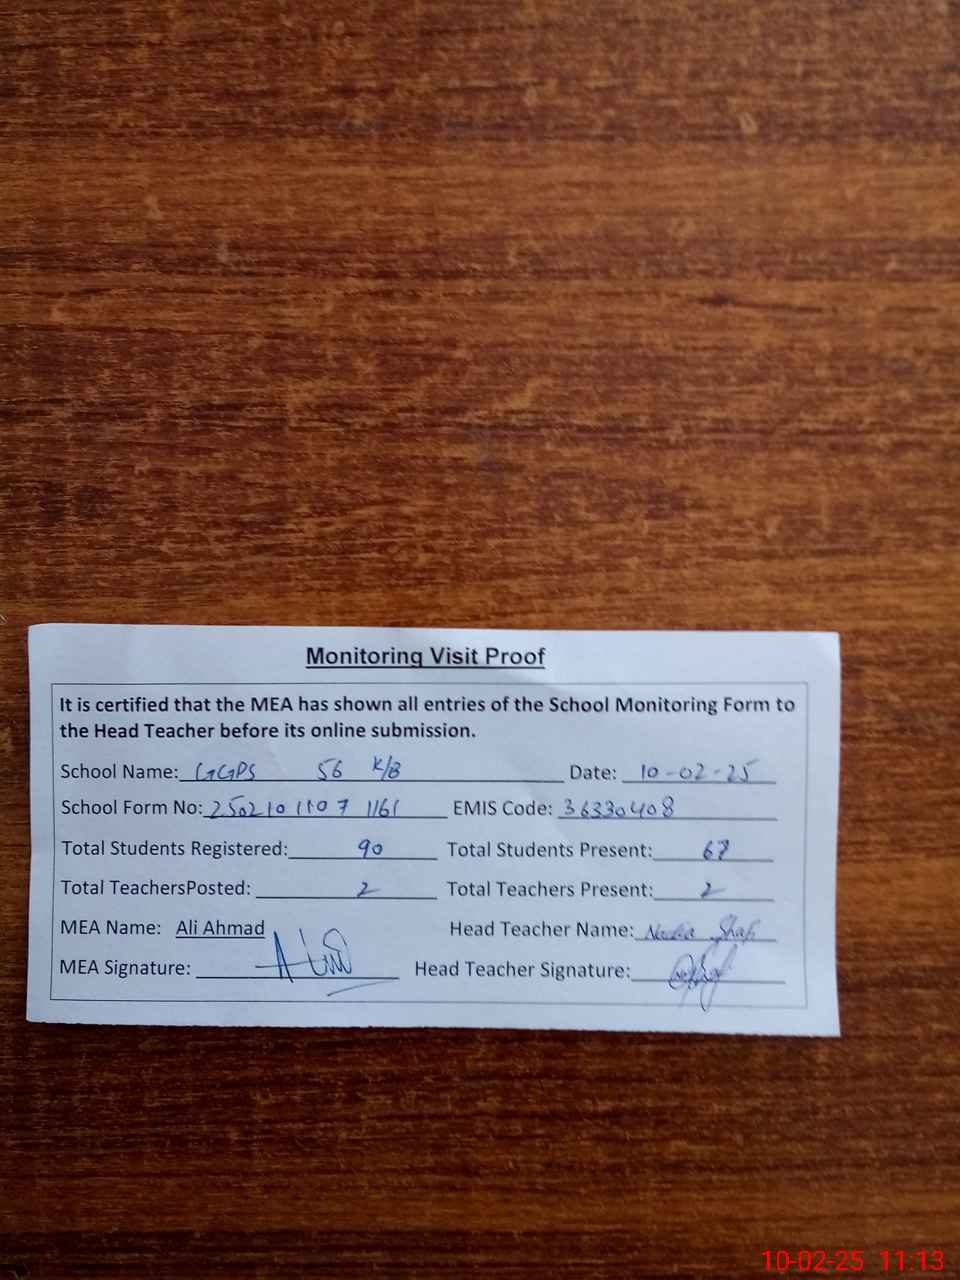 Monitoring Visit Proof
It is certified that the MEA has shown all entries of the School Monitoring Form to
the Head Teacher before its online submission.
School Name: GGPS 56 K/B Date: 10-02-25
School Form No: 2502101107 1161 EMIS Code: 36330408
Total Students Registered: 90 Total Students Present: 67
Total TeachersPosted: 2 Total Teachers Present: 2
MEA Name: Ali Ahmad Head Teacher Name: Nadia Shafi
MEA Signature: Head Teacher Signature:
10-02-25 11:13